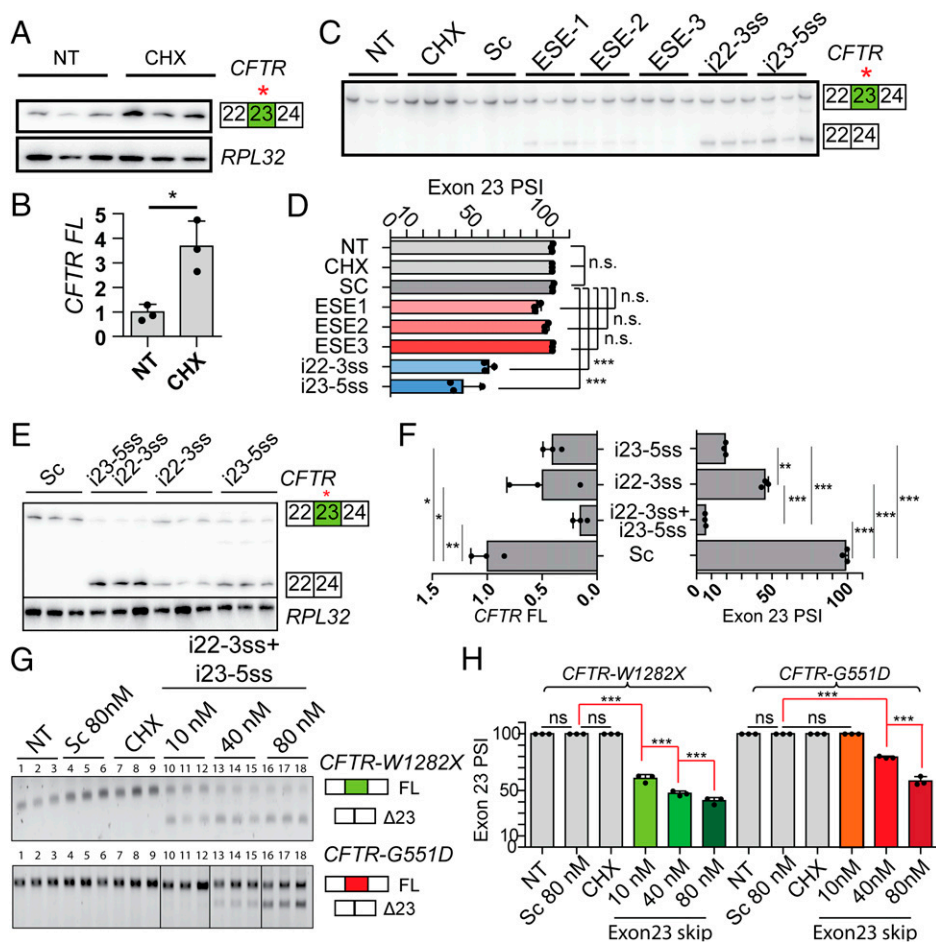 A
NT CHX
CFTR
*
22 23 24
RPL32
B
*
CFTR FL
5
4
3
2
1
0
NT CHX
C
NT CHX Sc ESE-1 ESE-2 ESE-3 i22-3ss i23-5ss
CFTR
*
22 23 24
22 24
D
Exon 23 PSI
0 10 50 100
NT
CHX
SC
ESE1
ESE2
ESE3
i22-3ss
i23-5ss
n.s.
n.s.
n.s.
n.s.
***
***
E
Sc i23-5ss i22-3ss i22-3ss i23-5ss
CFTR
*
22 23 24
22 24
RPL32
F
i23-5ss
i22-3ss
i22-3ss+
i23-5ss
Sc
* * **
** *** *** *** *** ***
1.5 1.0 0.5 0.0
CFTR FL
0 10 50 100
Exon 23 PSI
G
i22-3ss+
i23-5ss
NT Sc 80nM CHX 10 nM 40 nM 80 nM
1 2 3 4 5 6 7 8 9 10 11 12 13 14 15 16 17 18
CFTR-W1282X
FL
Δ23
1 2 3 4 5 6 7 8 9 10 11 12 13 14 15 16 17 18
CFTR-G551D
FL
Δ23
H
CFTR-W1282X CFTR-G551D
ns ns *** *** ***
ns ns *** ***
Exon 23 PSI
100
50
10
0
NT Sc 80 nM CHX 10 nM 40 nM 80 nM NT Sc 80 nM CHX 10nM 40nM 80nM
Exon23 skip Exon23 skip